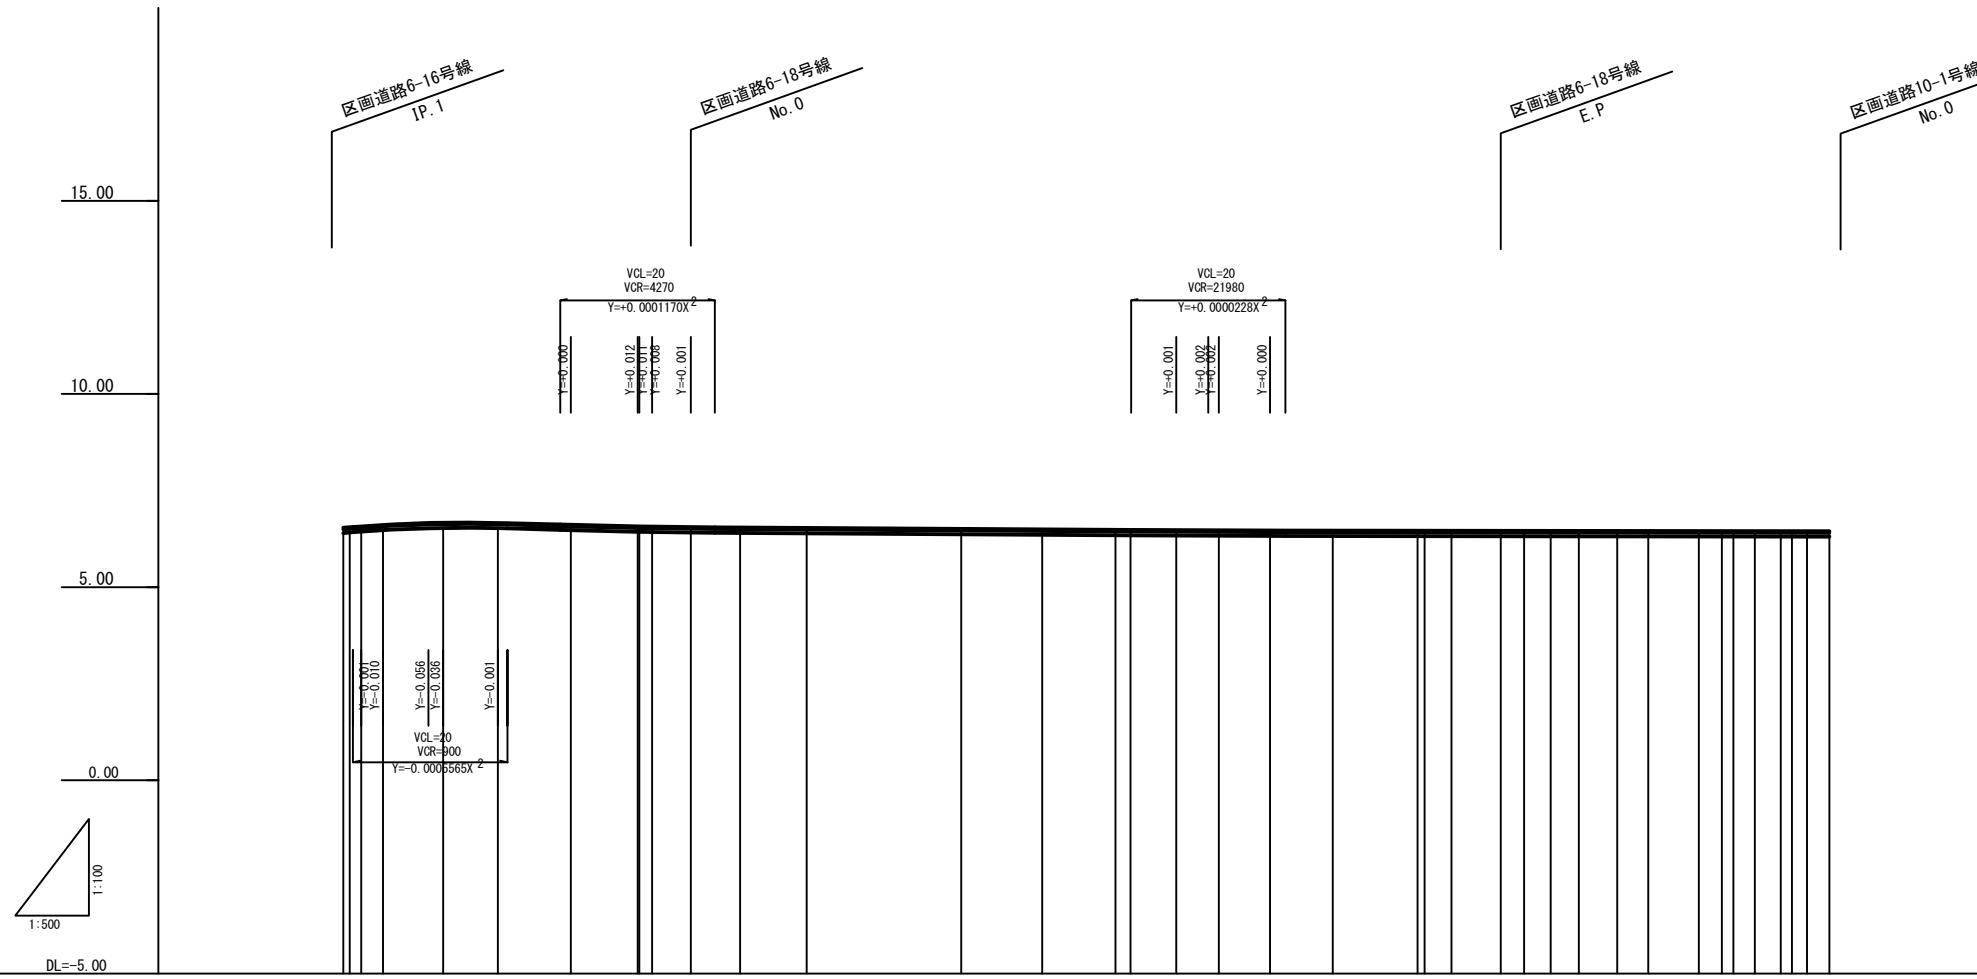 区画道路6-16号線
IP.1
区画道路6-18号線
No.0
区画道路6-18号線
E.P
区画道路10-1号線
No.0
15.00
10.00
5.00
0.00
DL=-5.00
VCL=20
VCR=4270
Y=+0.0001170X2
Y=+0.000
Y=+0.012
Y=+0.011
Y=+0.008
Y=+0.001
VCL=20
VCR=21980
Y=+0.0000228X2
Y=+0.001
Y=+0.002
Y=+0.002
Y=+0.000
Y=-0.001
Y=-0.010
Y=-0.056
Y=-0.036
Y=-0.001
VCL=20
VCR=900
Y=-0.0005565X2
1:100
1:500